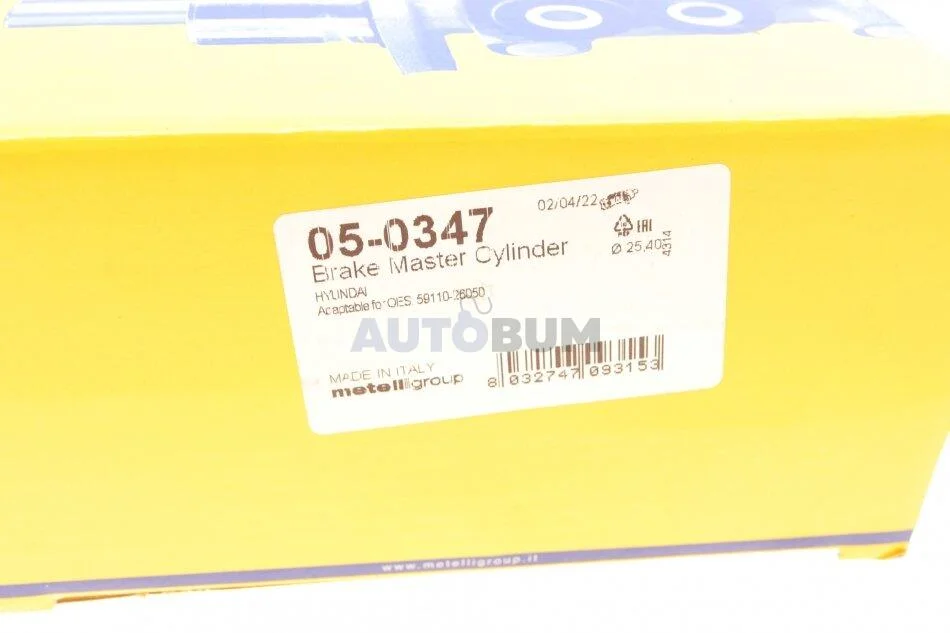 05-0347
02/04/22
Brake Master Cylinder
EAC
Ø 25,40
4314
HYUNDAI
Adaptable for OES. 59110-26050
AUTOBUM
MADE IN ITALY
metelligroup
8 032747 093153
www.metelligroup.it